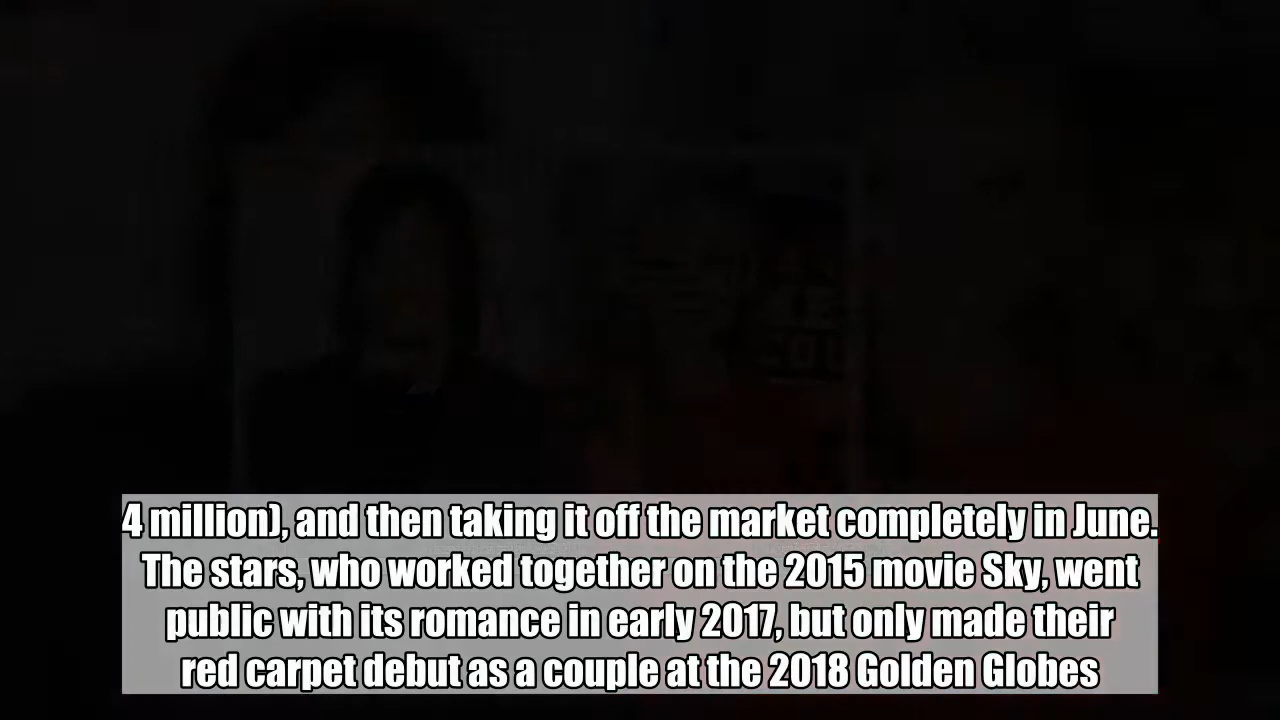 4 million), and then taking it off the market completely in June.
The stars, who worked together on the 2015 movie Sky, went
public with its romance in early 2017, but only made their
red carpet debut as a couple at the 2018 Golden Globes